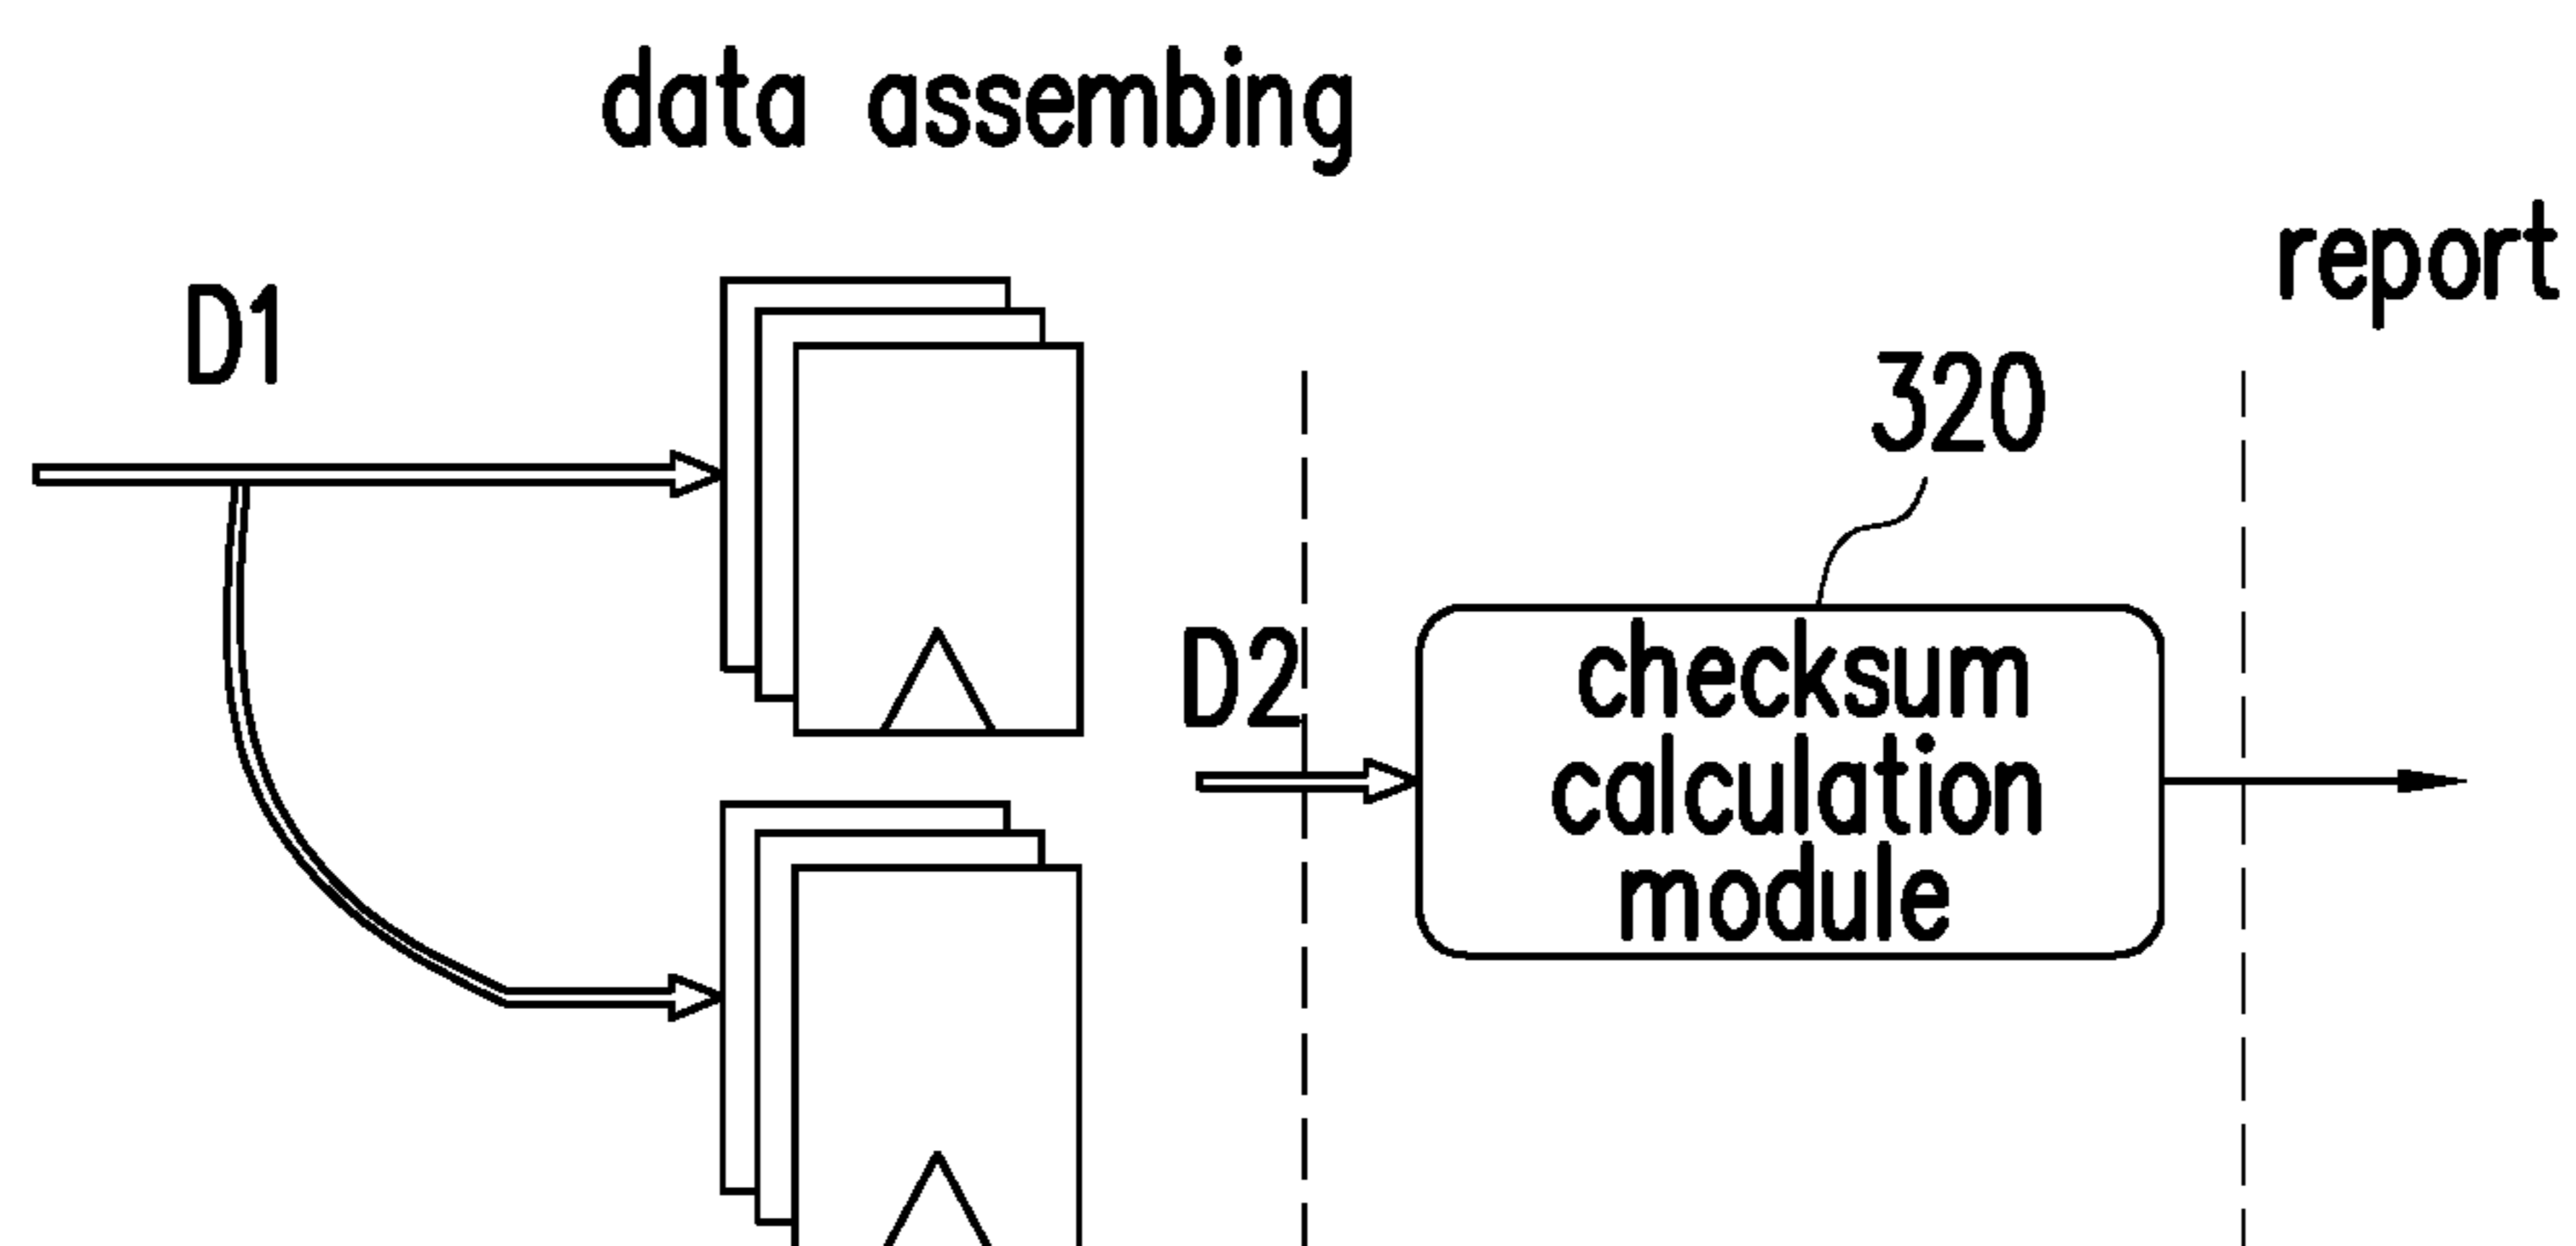 data assembing
report
D1
320
D2
checksum
calculation
module